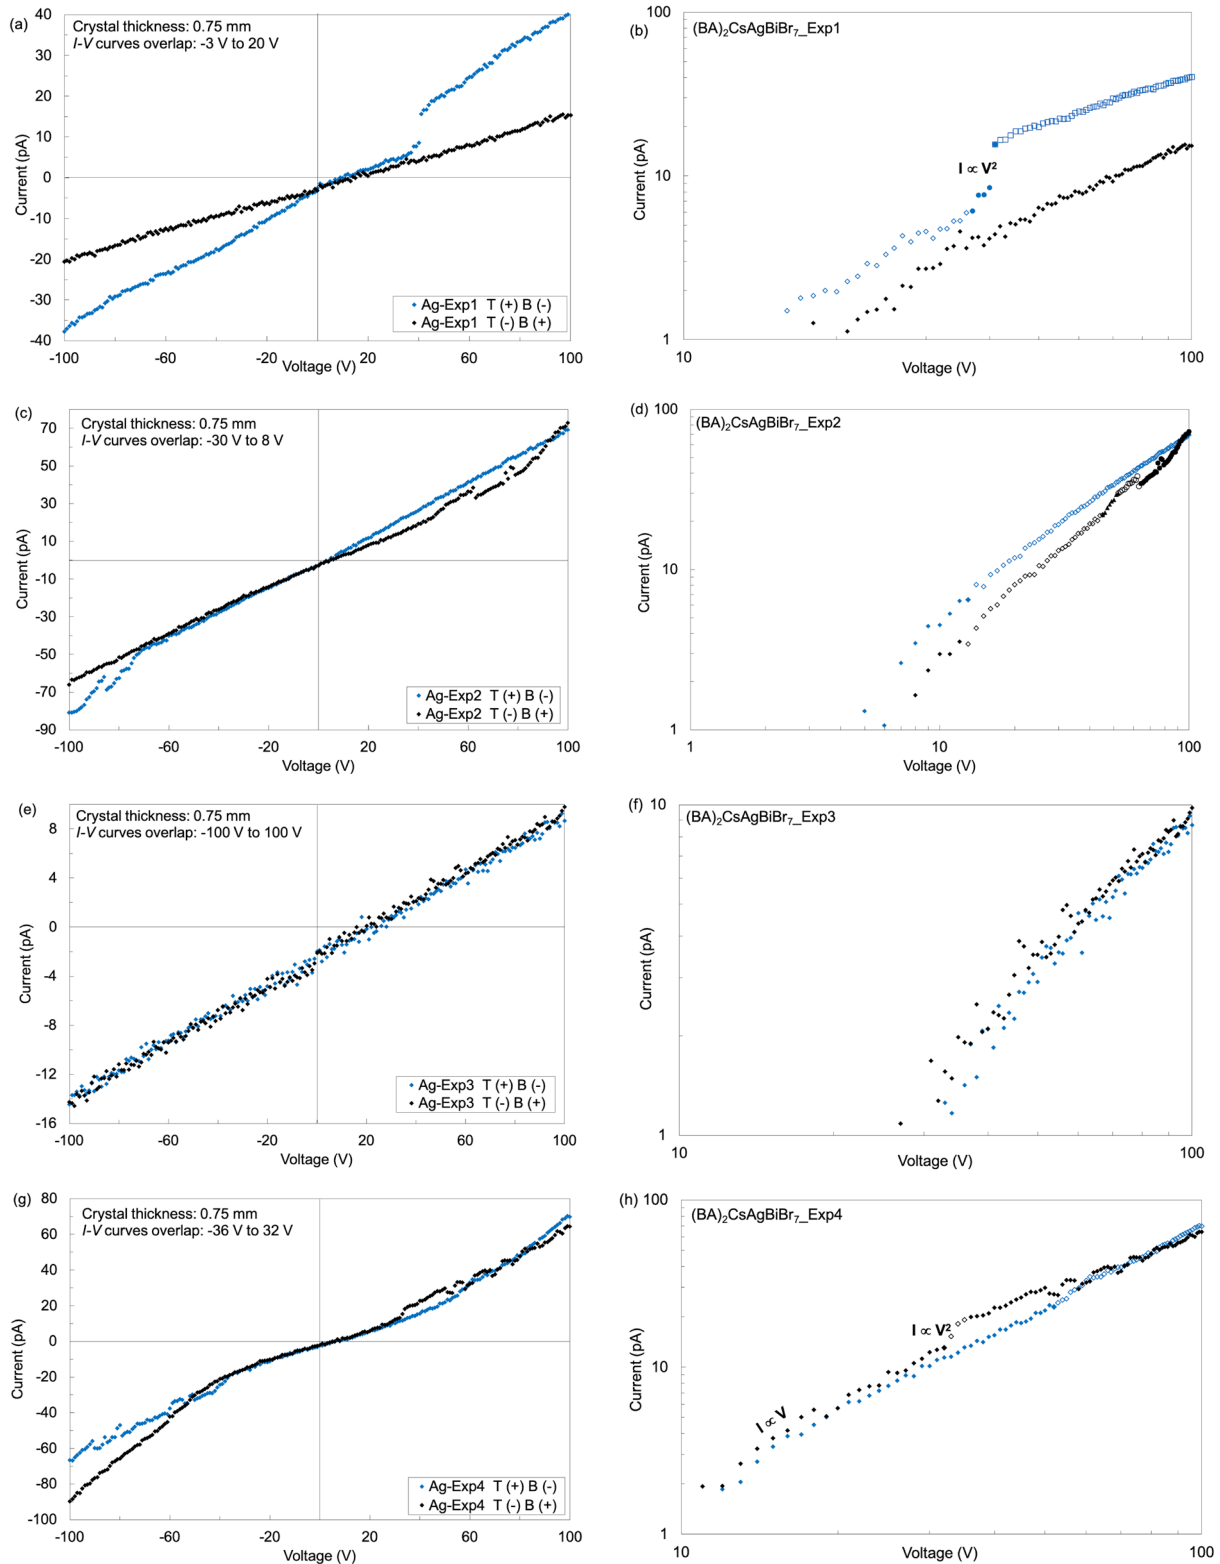 (a)
Crystal thickness: 0.75 mm
I-V curves overlap: -3 V to 20 V
40
30
20
10
0
-10
-20
-30
-40
Current (pA)
-100
-60
-20
20
60
100
Voltage (V)
Ag-Exp1 T (+) B (-)
Ag-Exp1 T (-) B (+)
(b)
(BA)₂CsAgBiBr₇_Exp1
100
10
1
Current (pA)
I ∝ V²
10
100
Voltage (V)
(c)
Crystal thickness: 0.75 mm
I-V curves overlap: -30 V to 8 V
70
50
30
10
-10
-30
-50
-70
-90
Current (pA)
-100
-60
-20
20
60
100
Voltage (V)
Ag-Exp2 T (+) B (-)
Ag-Exp2 T (-) B (+)
(d)
(BA)₂CsAgBiBr₇_Exp2
100
10
1
Current (pA)
1
10
100
Voltage (V)
(e)
Crystal thickness: 0.75 mm
I-V curves overlap: -100 V to 100 V
8
4
0
-4
-8
-12
-16
Current (pA)
-100
-60
-20
20
60
100
Voltage (V)
Ag-Exp3 T (+) B (-)
Ag-Exp3 T (-) B (+)
(f)
(BA)₂CsAgBiBr₇_Exp3
10
1
Current (pA)
10
100
Voltage (V)
(g)
Crystal thickness: 0.75 mm
I-V curves overlap: -36 V to 32 V
80
60
40
20
0
-20
-40
-60
-80
-100
Current (pA)
-100
-60
-20
20
60
100
Voltage (V)
Ag-Exp4 T (+) B (-)
Ag-Exp4 T (-) B (+)
(h)
(BA)₂CsAgBiBr₇_Exp4
100
10
1
Current (pA)
I ∝ V²
I ∝ V
10
100
Voltage (V)